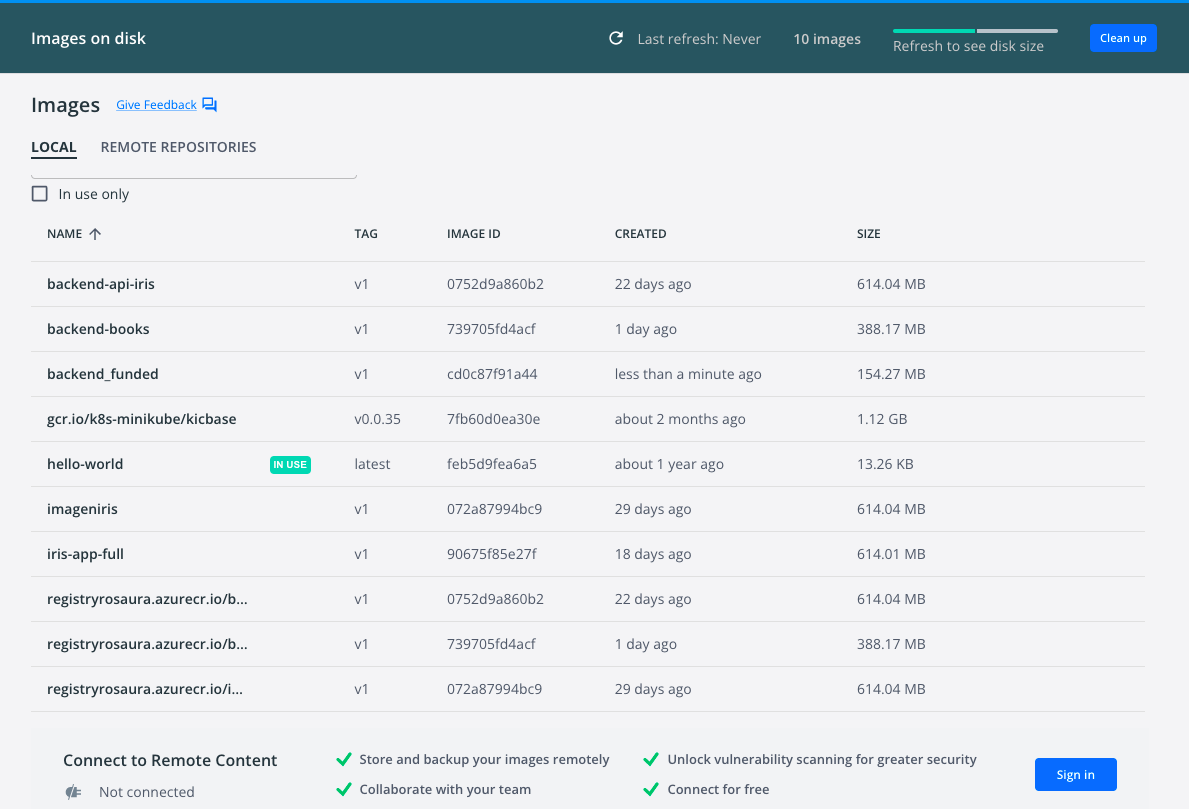 Images on disk
Last refresh: Never
10 images
Refresh to see disk size
Clean up
Images Give Feedback
LOCAL REMOTE REPOSITORIES
In use only
NAME TAG IMAGE ID CREATED SIZE
backend-api-iris v1 0752d9a860b2 22 days ago 614.04 MB
backend-books v1 739705fd4acf 1 day ago 388.17 MB
backend_funded v1 cd0c87f91a44 less than a minute ago 154.27 MB
gcr.io/k8s-minikube/kicbase v0.0.35 7fb60d0ea30e about 2 months ago 1.12 GB
hello-world IN USE latest feb5d9fea6a5 about 1 year ago 13.26 KB
imageniris v1 072a87994bc9 29 days ago 614.04 MB
iris-app-full v1 90675f85e27f 18 days ago 614.01 MB
registryrosaura.azurecr.io/b... v1 0752d9a860b2 22 days ago 614.04 MB
registryrosaura.azurecr.io/b... v1 739705fd4acf 1 day ago 388.17 MB
registryrosaura.azurecr.io/i... v1 072a87994bc9 29 days ago 614.04 MB
Connect to Remote Content
Not connected
Store and backup your images remotely
Collaborate with your team
Unlock vulnerability scanning for greater security
Connect for free
Sign in